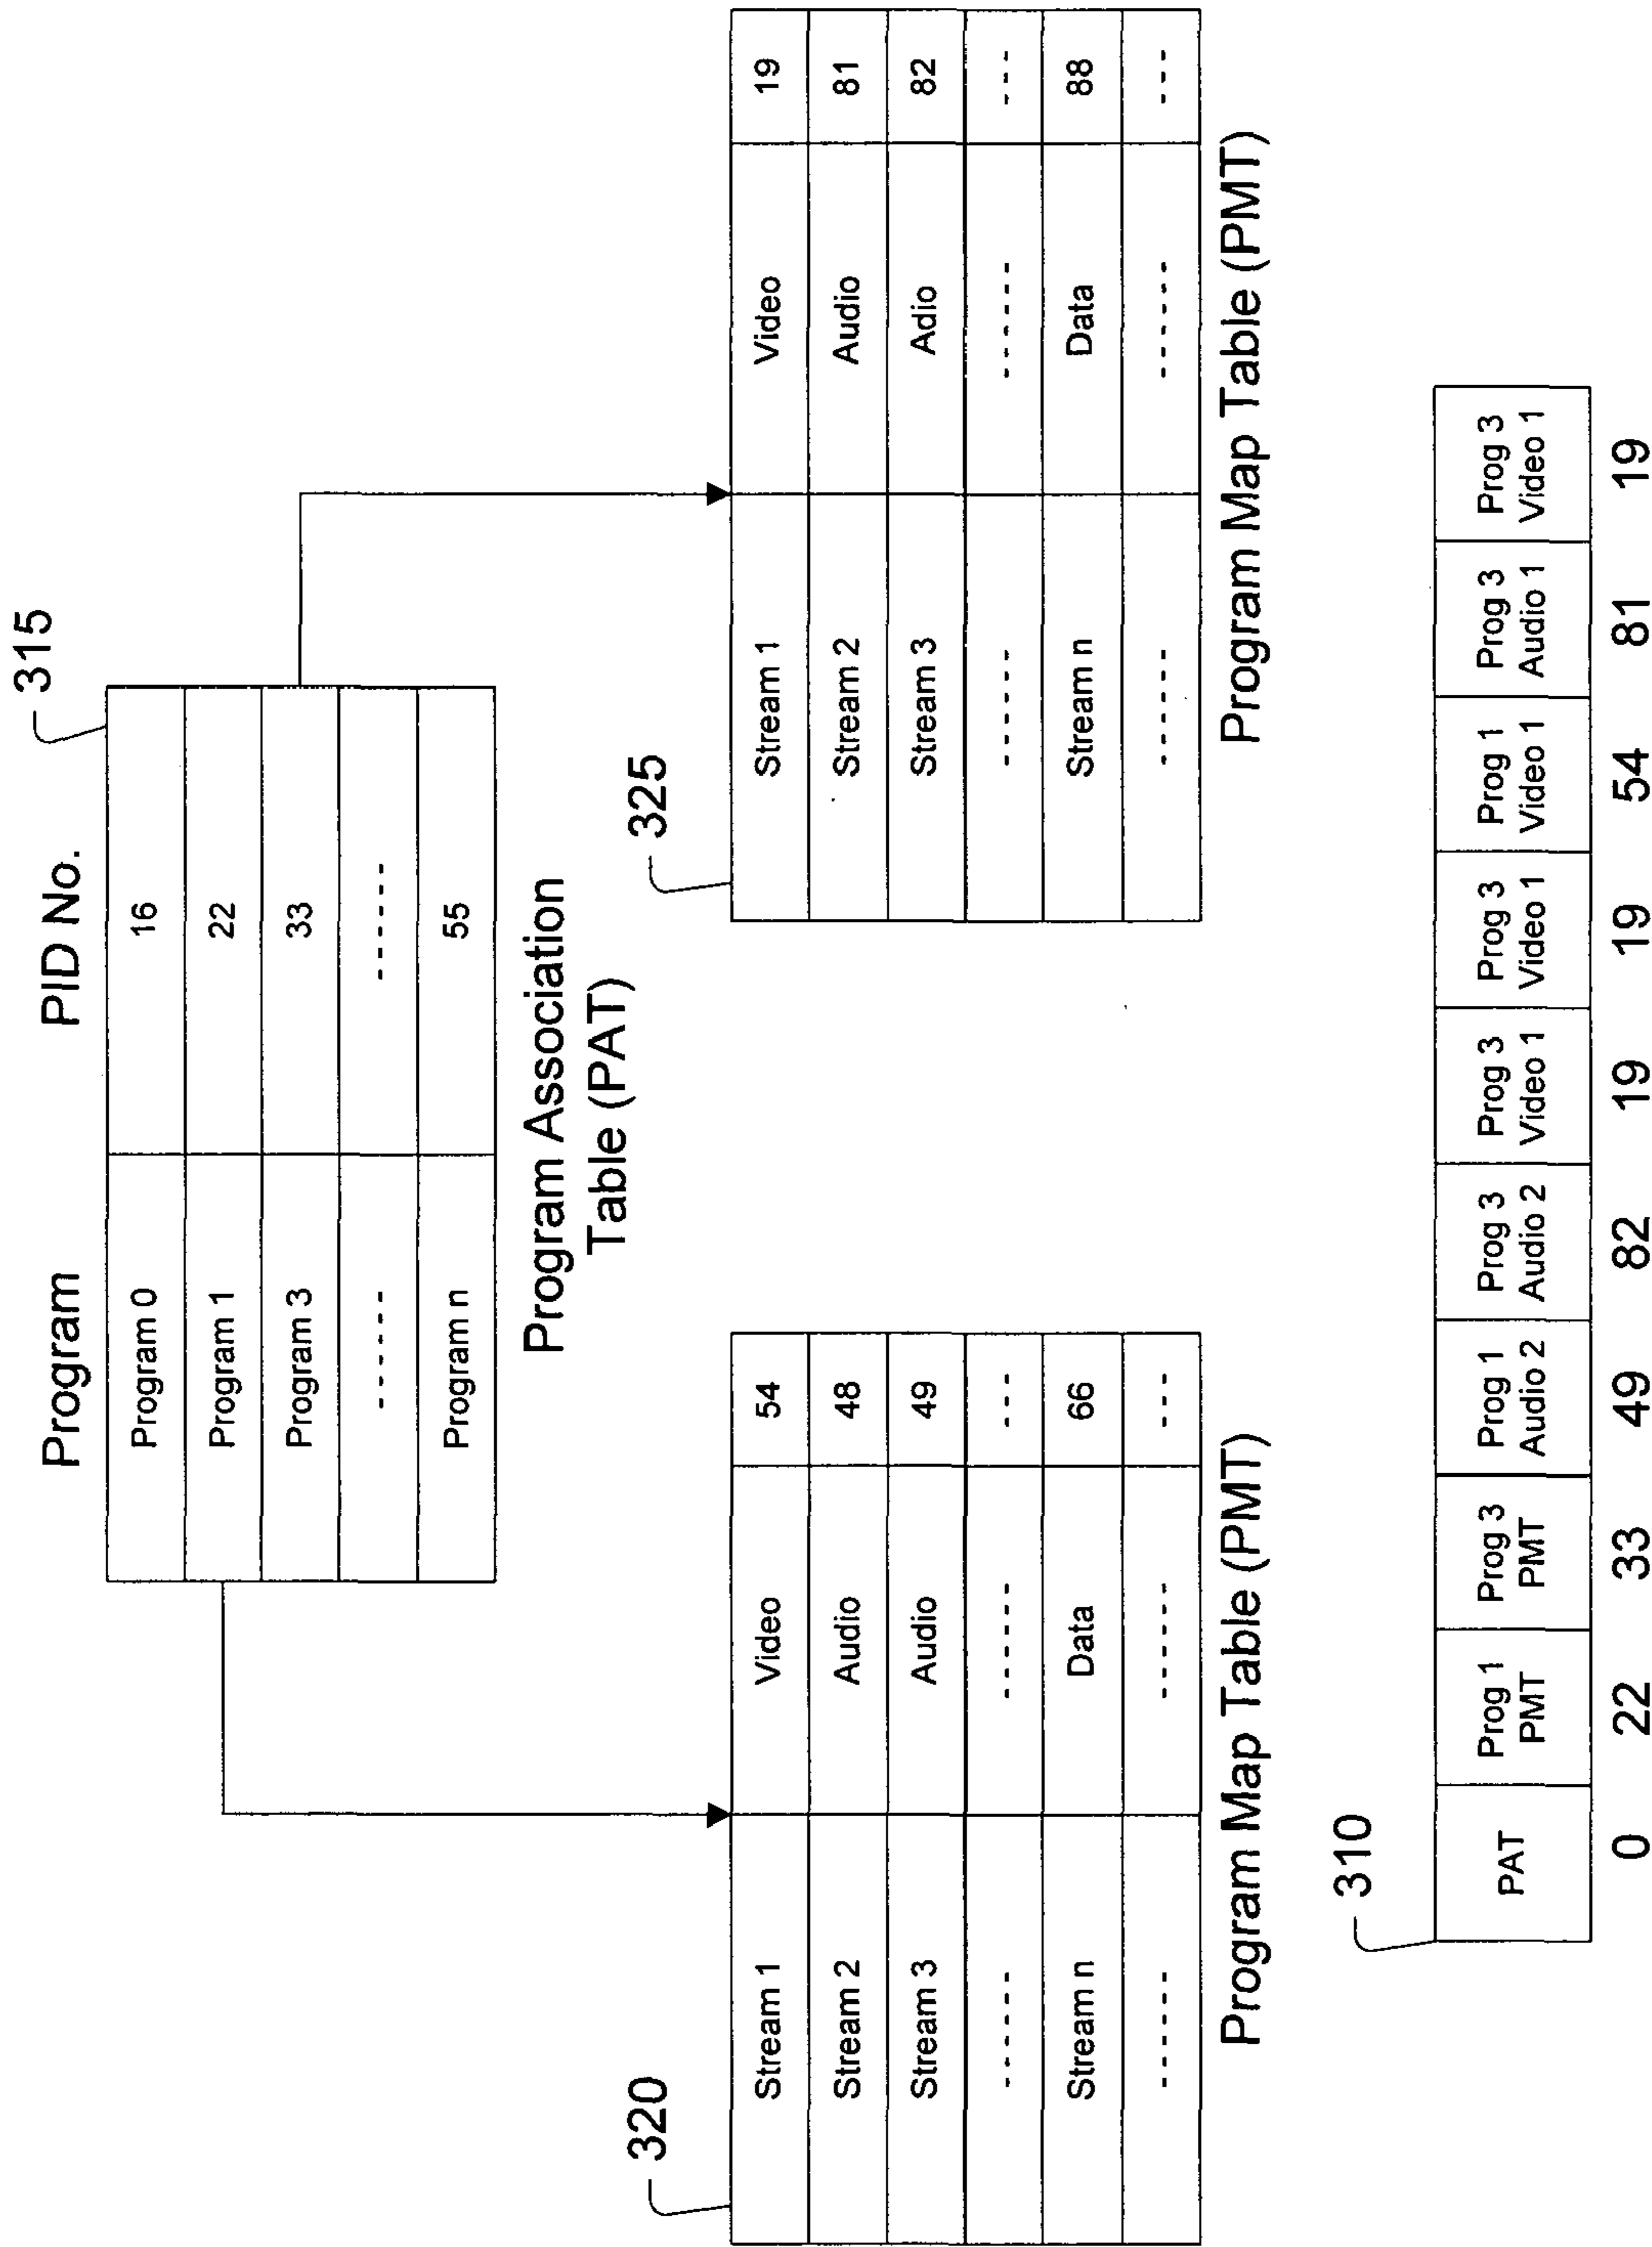 Program PID No.
315
Program 0 16
Program 1 22
Program 3 33
------ ------
Program n 55
Program Association
Table (PAT)
320
Stream 1 Video 54
Stream 2 Audio 48
Stream 3 Audio 49
------ ------ ---
Stream n Data 66
------ ------ ---
Program Map Table (PMT)
325
Stream 1 Video 19
Stream 2 Audio 81
Stream 3 Adio 82
------ ------ ---
Stream n Data 88
------ ------ ---
Program Map Table (PMT)
310
PAT
Prog 1
PMT
Prog 3
PMT
Prog 1
Audio 2
Prog 3
Audio 2
Prog 3
Video 1
Prog 3
Video 1
Prog 1
Video 1
Prog 3
Audio 1
Prog 3
Video 1
0 22 33 49 82 19 19 54 81 19